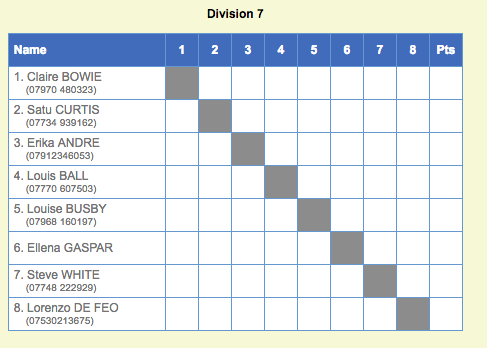 Division 7
Name 1 2 3 4 5 6 7 8 Pts
1. Claire BOWIE
(07970 480323)
2. Satu CURTIS
(07734 939162)
3. Erika ANDRE
(07912346053)
4. Louis BALL
(07770 607503)
5. Louise BUSBY
(07968 160197)
6. Ellena GASPAR
7. Steve WHITE
(07748 222929)
8. Lorenzo DE FEO
(07530213675)